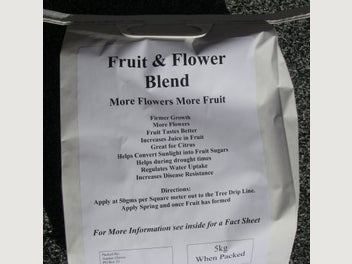 Fruit & Flower
Blend
More Flowers More Fruit
Firmer Growth
More Flowers
Fruit Tastes Better
Increases Juice in Fruit
Great for Citrus
Helps Convert Sunlight into Fruit Sugars
Helps during drought times
Regulates Water Uptake
Increases Disease Resistance
Directions:
Apply at 50gms per Square meter out to the Tree Drip Line.
Apply Spring and once Fruit has formed
For More Information see inside for a Fact Sheet
Packed By:
5kg
When Packed